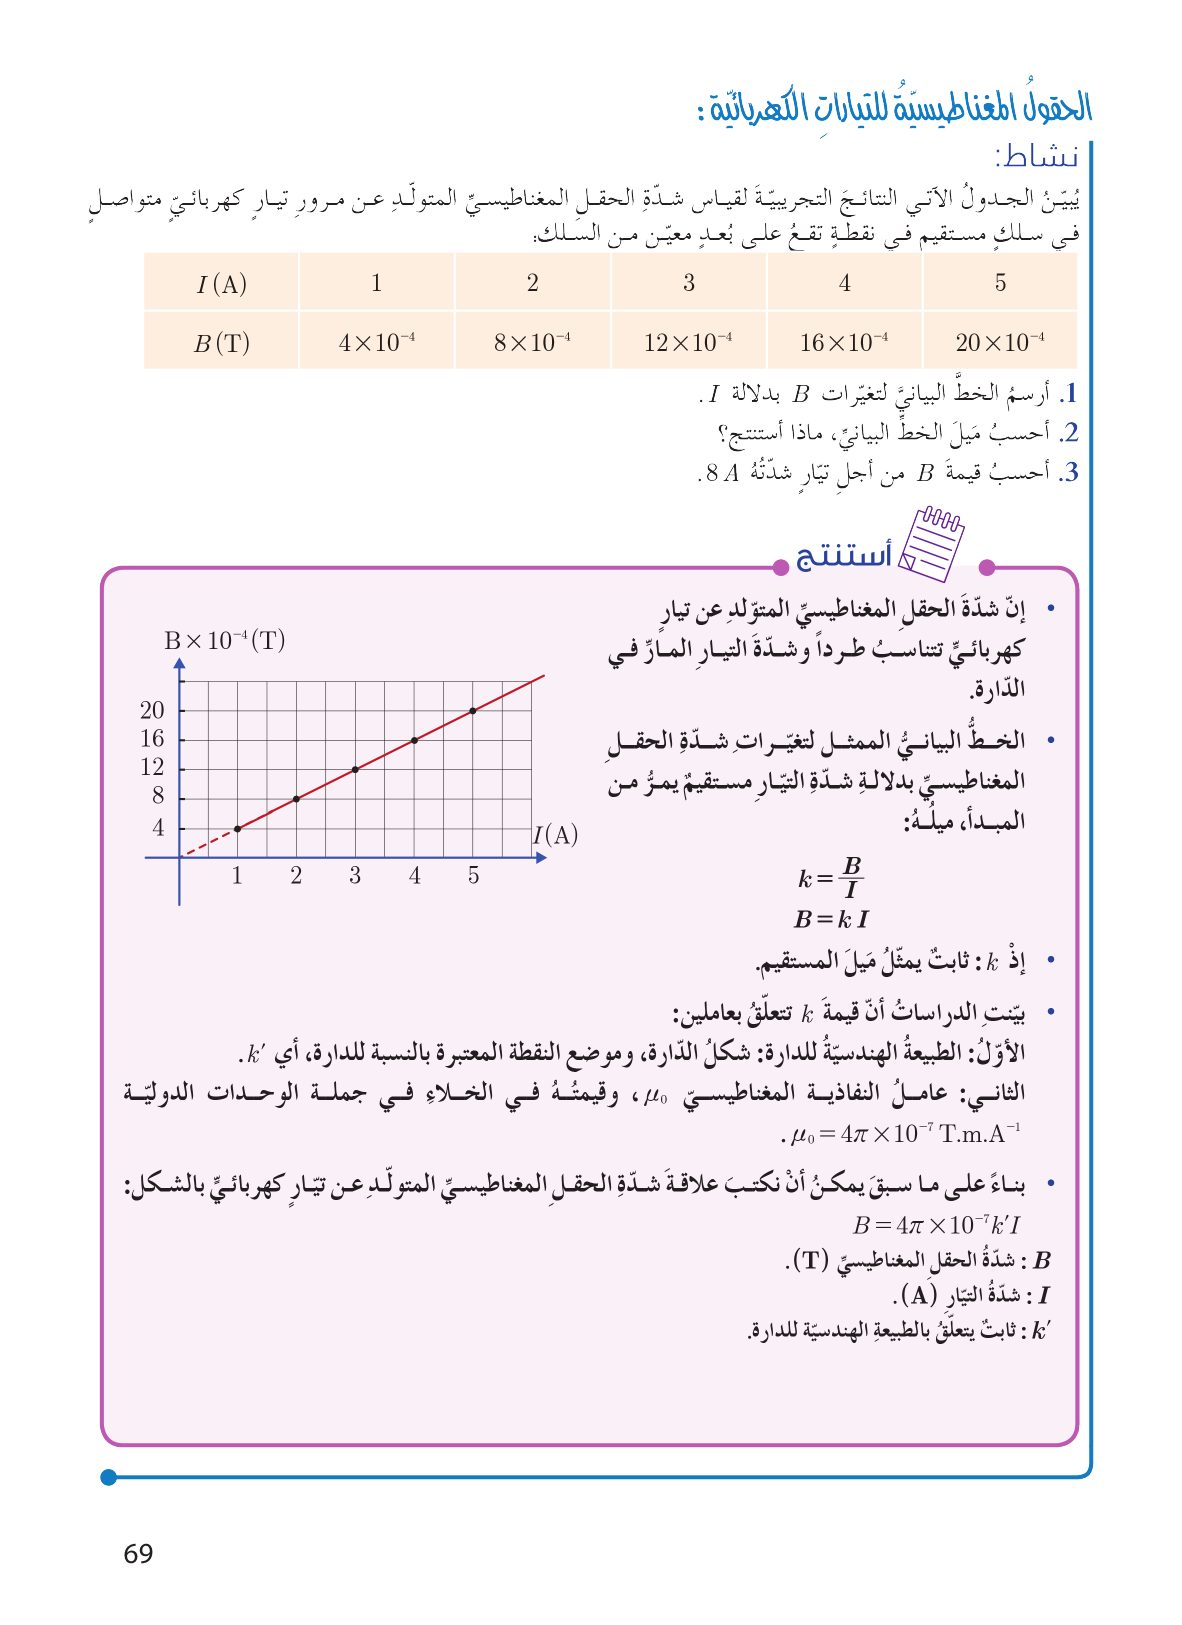 الحقولُ المغناطيسيّةُ للتياراتِ الكهربائيّة :
نشاط:
يُبيّنُ الجدولُ الآتي النتائجَ التجريبيّةَ لقياس شدّةِ الحقلِ المغناطيسيِّ المتولّدِ عن مرورِ تيارٍ كهربائيّ متواصلٍ
في سلكٍ مستقيم في نقطةٍ تقعُ على بُعدٍ معيّن من السلك:
I (A) 1 2 3 4 5
B (T) 4×10⁻⁴ 8×10⁻⁴ 12×10⁻⁴ 16×10⁻⁴ 20×10⁻⁴
1. أرسمُ الخطَّ البيانيَّ لتغيّرات B بدلالة I .
2. أحسبُ مَيلَ الخطِّ البيانيِّ، ماذا أستنتج؟
3. أحسبُ قيمةَ B من أجلِ تيّارٍ شدّتُهُ 8 A .
أستنتج
• إنّ شدّةَ الحقلِ المغناطيسيِّ المتوّلدِ عن تيارٍ
كهربائيٍّ تتناسبُ طرداً وشدّةَ التيارِ المارِّ في
الدّارة.
• الخطُّ البيانيُّ الممثل لتغيّراتِ شدّةِ الحقلِ
المغناطيسيِّ بدلالةِ شدّةِ التيّارِ مستقيمٌ يمرُّ من
المبدأ، ميلُهُ:
B × 10⁻⁴ (T)
20
16
12
8
4
I(A)
1 2 3 4 5
k = B/I
B = k I
• إذْ k : ثابتٌ يمثّلُ مَيلَ المستقيم.
• بيّنتِ الدراساتُ أنّ قيمةَ k تتعلّقُ بعاملين:
الأوّلُ: الطبيعةُ الهندسيّةُ للدارة: شكلُ الدّارة، وموضع النقطة المعتبرة بالنسبة للدارة، أي k′ .
الثاني: عاملُ النفاذية المغناطيسيّ μ₀ ، وقيمتُهُ في الخلاءِ في جملة الوحدات الدوليّة
μ₀ = 4π × 10⁻⁷ T.m.A⁻¹ .
• بناءً على ما سبقَ يمكنُ أنْ نكتبَ علاقةَ شدّةِ الحقلِ المغناطيسيِّ المتولّدِ عن تيّارٍ كهربائيٍّ بالشكل:
B = 4π × 10⁻⁷ k′I
B : شدّةُ الحقلِ المغناطيسيِّ (T).
I : شدّةُ التيّارِ (A).
k′ : ثابتٌ يتعلّقُ بالطبيعةِ الهندسيّة للدارة.
69